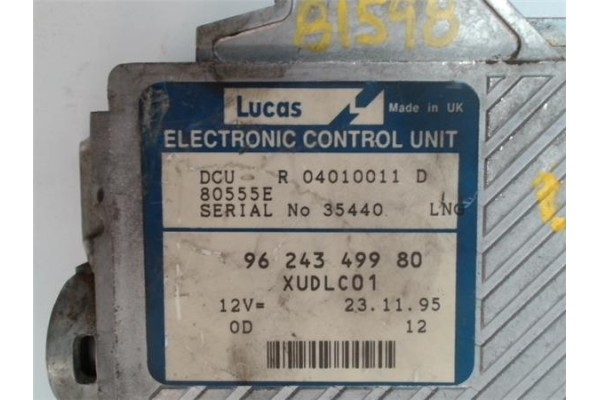 B1598
Lucas
Made in UK
ELECTRONIC CONTROL UNIT
DCU R 04010011 D
80555E
SERIAL No 35440 LNG
96 243 499 80
XUDLC01
12V= 23.11.95
OD 12